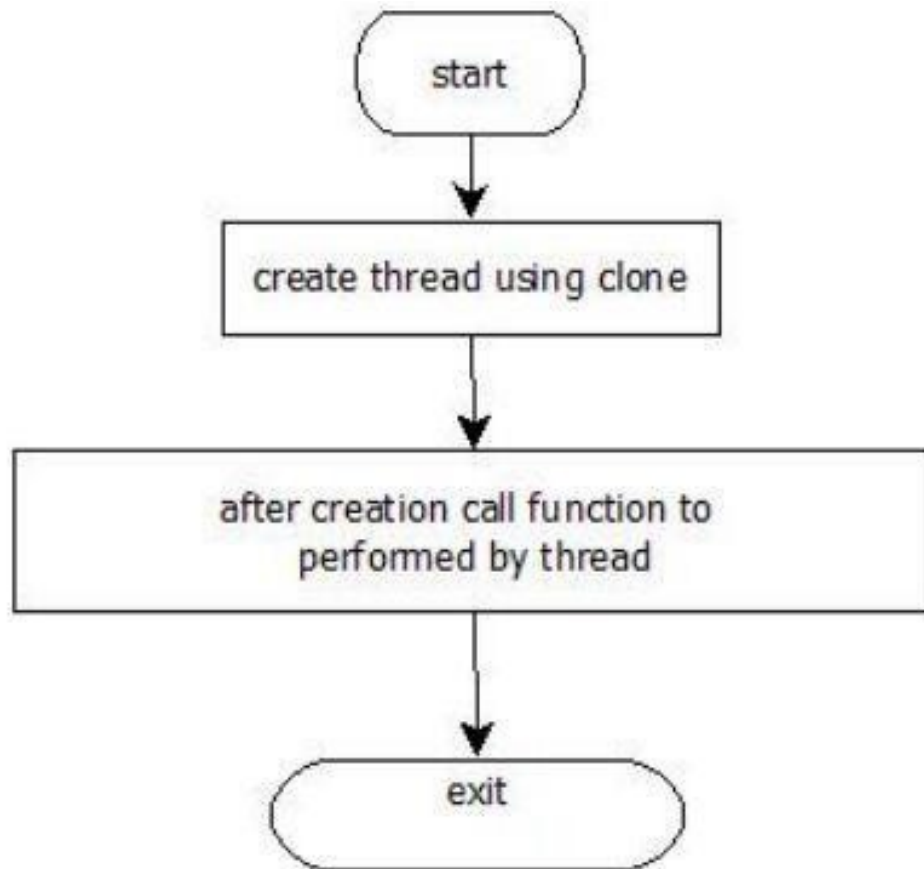 start
create thread using clone
after creation call function to
performed by thread
exit